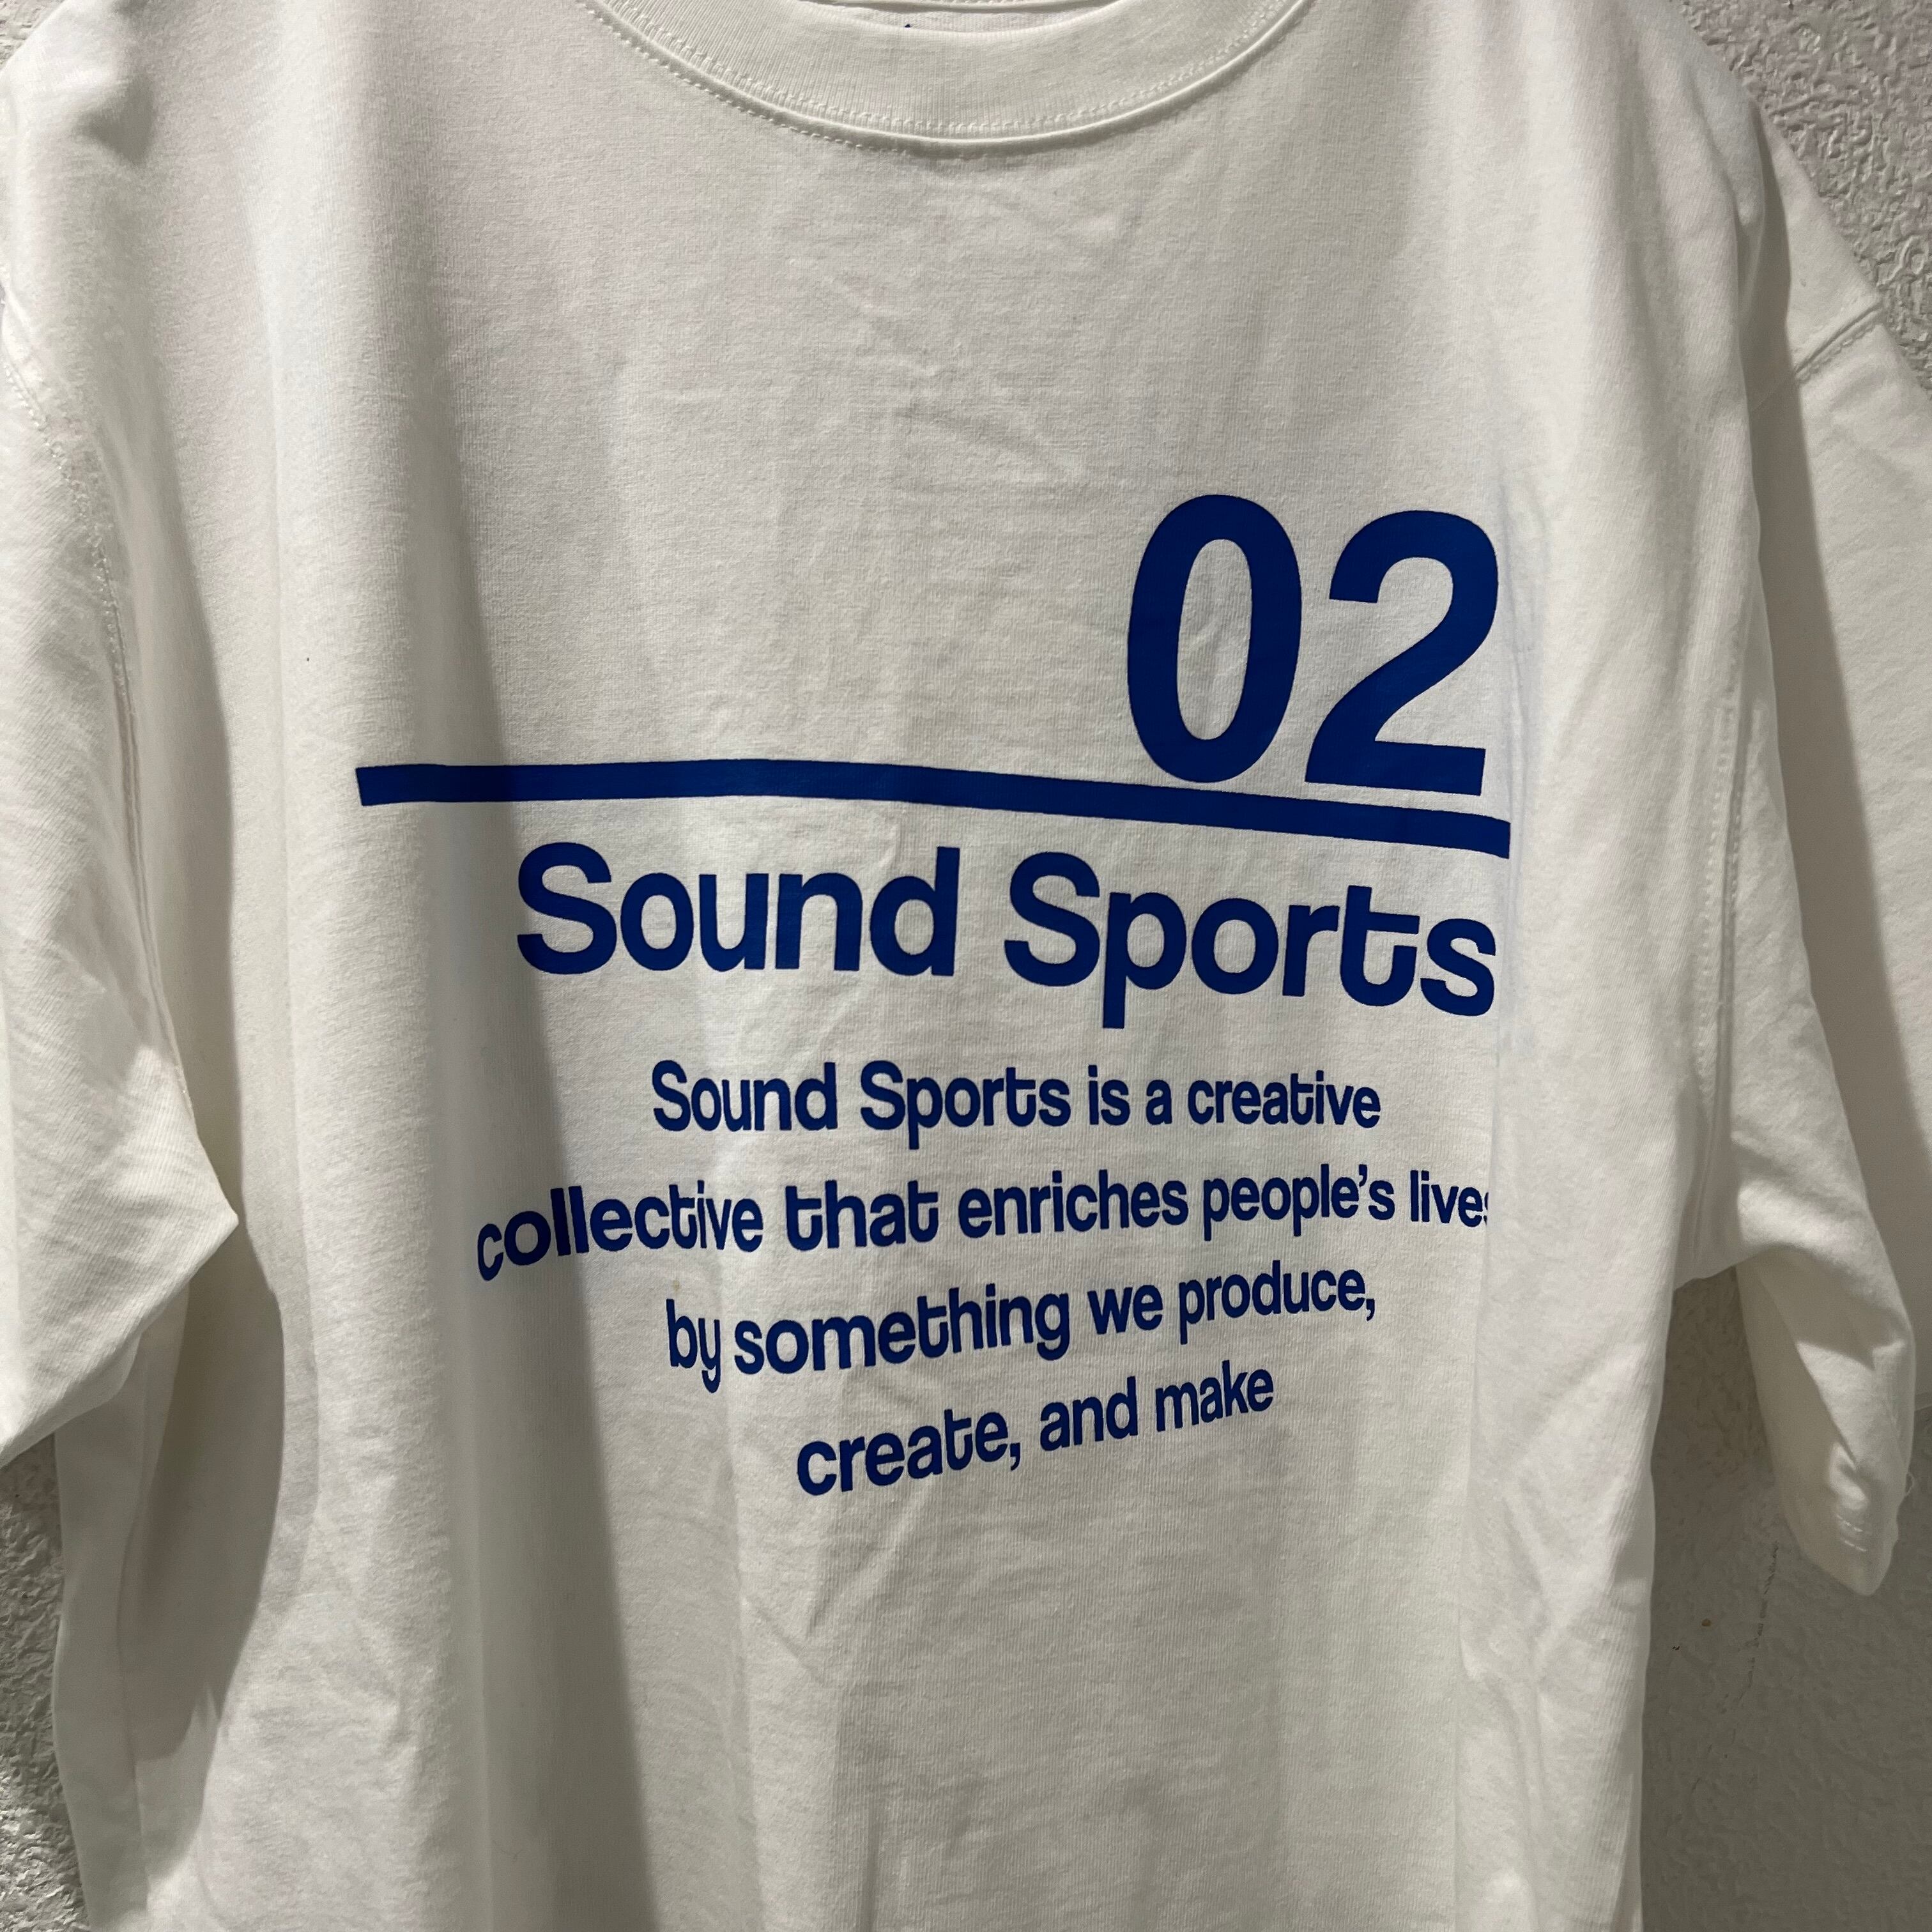 02
Sound Sports
Sound Sports is a creative
collective that enriches people's lives
by something we produce,
create, and make